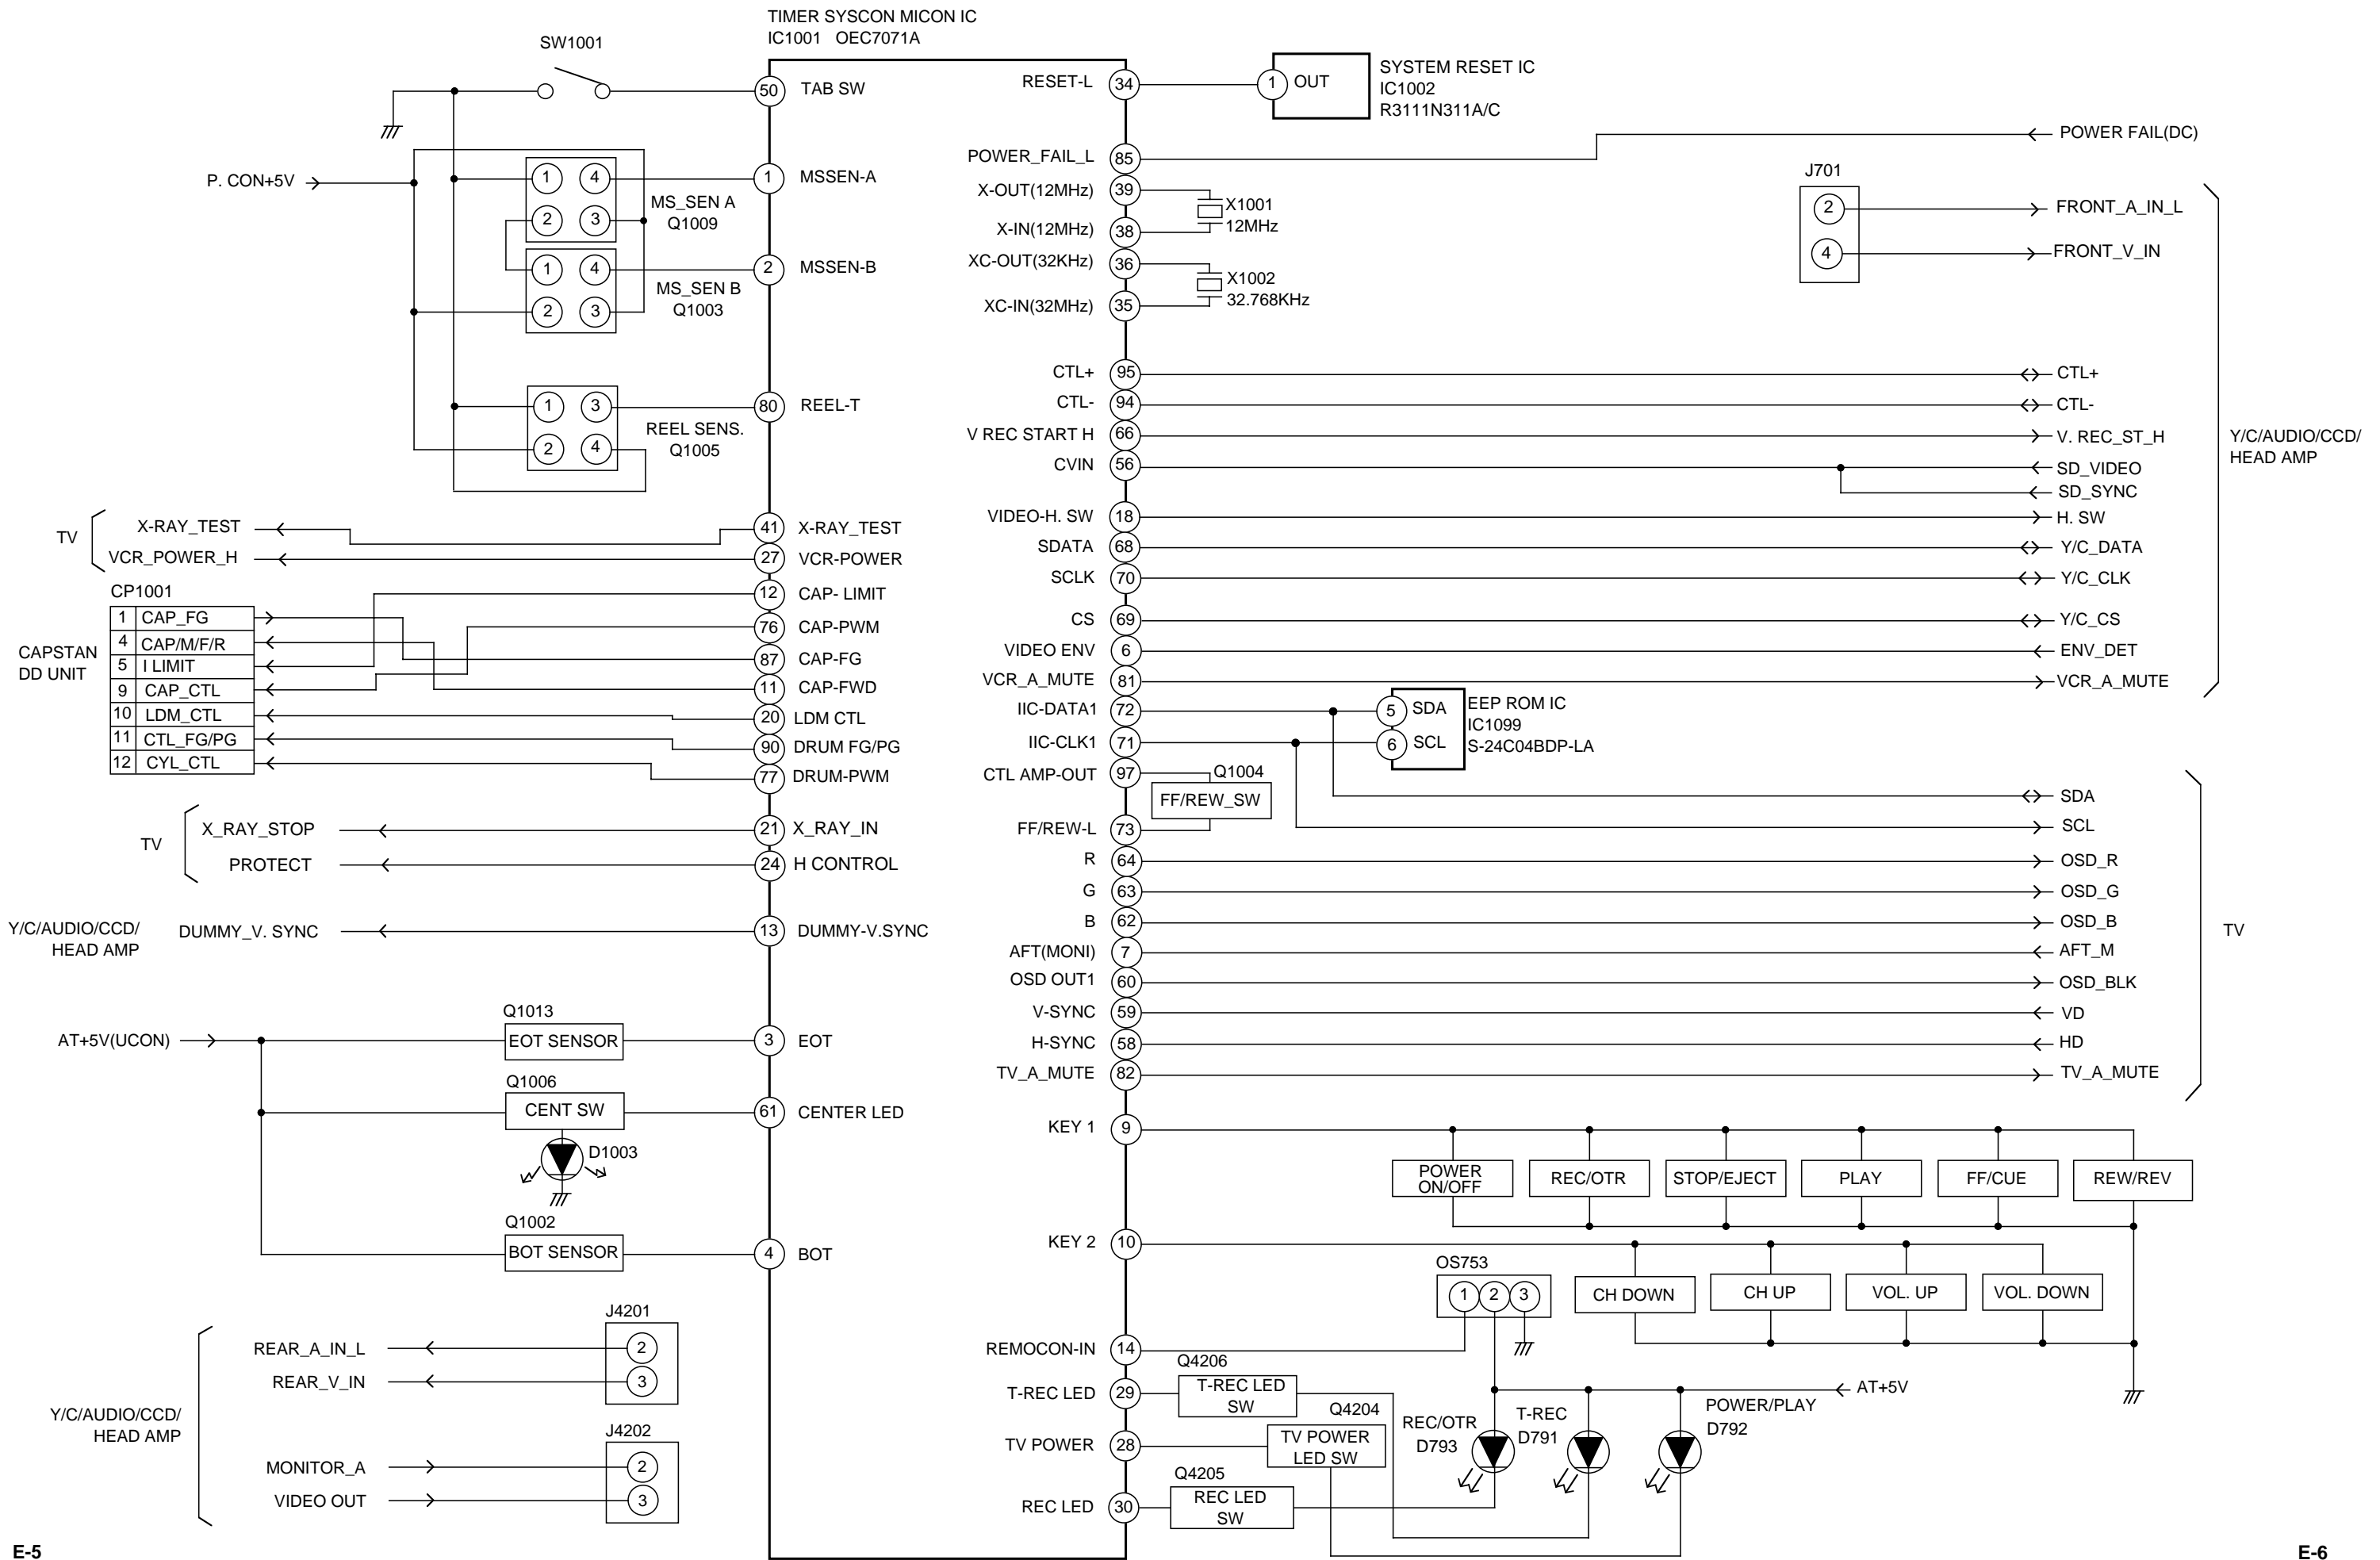 TIMER SYSCON MICON IC
IC1001 OEC7071A
SW1001
50 TAB SW
P. CON+5V
1 4
2 3
MS_SEN A
Q1009
1 MSSEN-A
1 4
2 3
MS_SEN B
Q1003
2 MSSEN-B
1 3
2 4
REEL SENS.
Q1005
80 REEL-T
TV
X-RAY_TEST
41 X-RAY_TEST
VCR_POWER_H
27 VCR-POWER
CP1001
CAPSTAN
DD UNIT
1 CAP_FG
4 CAP/M/F/R
5 I LIMIT
9 CAP_CTL
10 LDM_CTL
11 CTL_FG/PG
12 CYL_CTL
12 CAP- LIMIT
76 CAP-PWM
87 CAP-FG
11 CAP-FWD
20 LDM CTL
90 DRUM FG/PG
77 DRUM-PWM
TV
X_RAY_STOP
21 X_RAY_IN
PROTECT
24 H CONTROL
Y/C/AUDIO/CCD/
HEAD AMP
DUMMY_V. SYNC
13 DUMMY-V.SYNC
AT+5V(UCON)
Q1013
EOT SENSOR
3 EOT
Q1006
CENT SW
61 CENTER LED
D1003
Q1002
BOT SENSOR
4 BOT
Y/C/AUDIO/CCD/
HEAD AMP
J4201
REAR_A_IN_L
2
REAR_V_IN
3
J4202
MONITOR_A
2
VIDEO OUT
3
E-5
RESET-L 34
1 OUT
SYSTEM RESET IC
IC1002
R3111N311A/C
POWER_FAIL_L 85
POWER FAIL(DC)
X-OUT(12MHz) 39
X-IN(12MHz) 38
X1001
12MHz
XC-OUT(32KHz) 36
XC-IN(32MHz) 35
X1002
32.768KHz
J701
2
FRONT_A_IN_L
4
FRONT_V_IN
CTL+ 95
CTL+
CTL- 94
CTL-
V REC START H 66
V. REC_ST_H
CVIN 56
SD_VIDEO
SD_SYNC
VIDEO-H. SW 18
H. SW
SDATA 68
Y/C_DATA
SCLK 70
Y/C_CLK
CS 69
Y/C_CS
VIDEO ENV 6
ENV_DET
VCR_A_MUTE 81
VCR_A_MUTE
Y/C/AUDIO/CCD/
HEAD AMP
IIC-DATA1 72
5 SDA
IIC-CLK1 71
6 SCL
EEP ROM IC
IC1099
S-24C04BDP-LA
CTL AMP-OUT 97
Q1004
FF/REW_SW
FF/REW-L 73
SDA
SCL
R 64
OSD_R
G 63
OSD_G
B 62
OSD_B
AFT(MONI) 7
AFT_M
OSD OUT1 60
OSD_BLK
V-SYNC 59
VD
H-SYNC 58
HD
TV_A_MUTE 82
TV_A_MUTE
TV
KEY 1 9
POWER
ON/OFF
REC/OTR
STOP/EJECT
PLAY
FF/CUE
REW/REV
KEY 2 10
CH DOWN
CH UP
VOL. UP
VOL. DOWN
OS753
1 2 3
REMOCON-IN 14
T-REC LED 29
Q4206
T-REC LED
SW
TV POWER 28
Q4204
TV POWER
LED SW
REC LED 30
Q4205
REC LED
SW
AT+5V
REC/OTR
D793
T-REC
D791
POWER/PLAY
D792
E-6